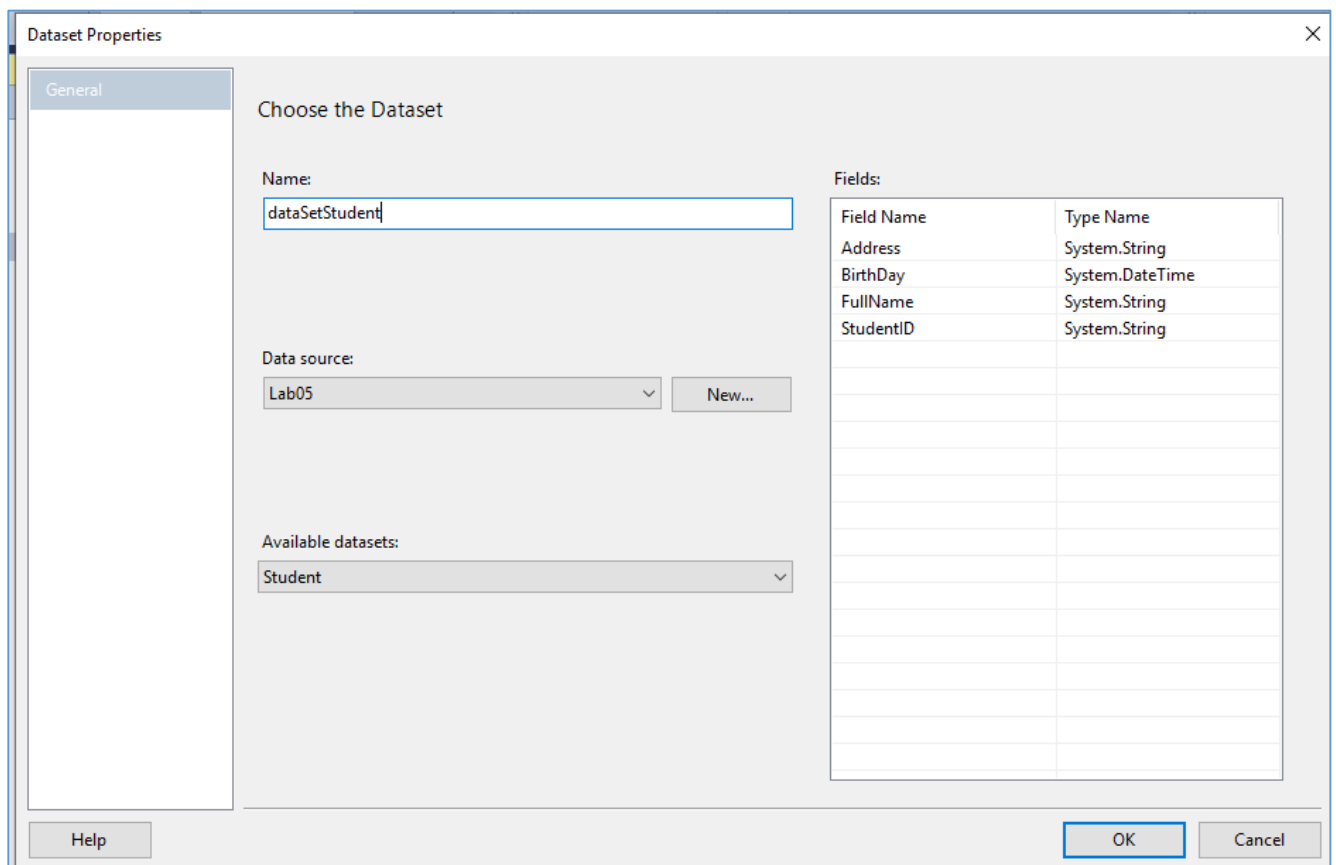 Dataset Properties
General
Choose the Dataset
Name:
dataSetStudent
Data source:
Lab05
New...
Available datasets:
Student
Fields:
Field Name Type Name
Address System.String
BirthDay System.DateTime
FullName System.String
StudentID System.String
Help
OK
Cancel